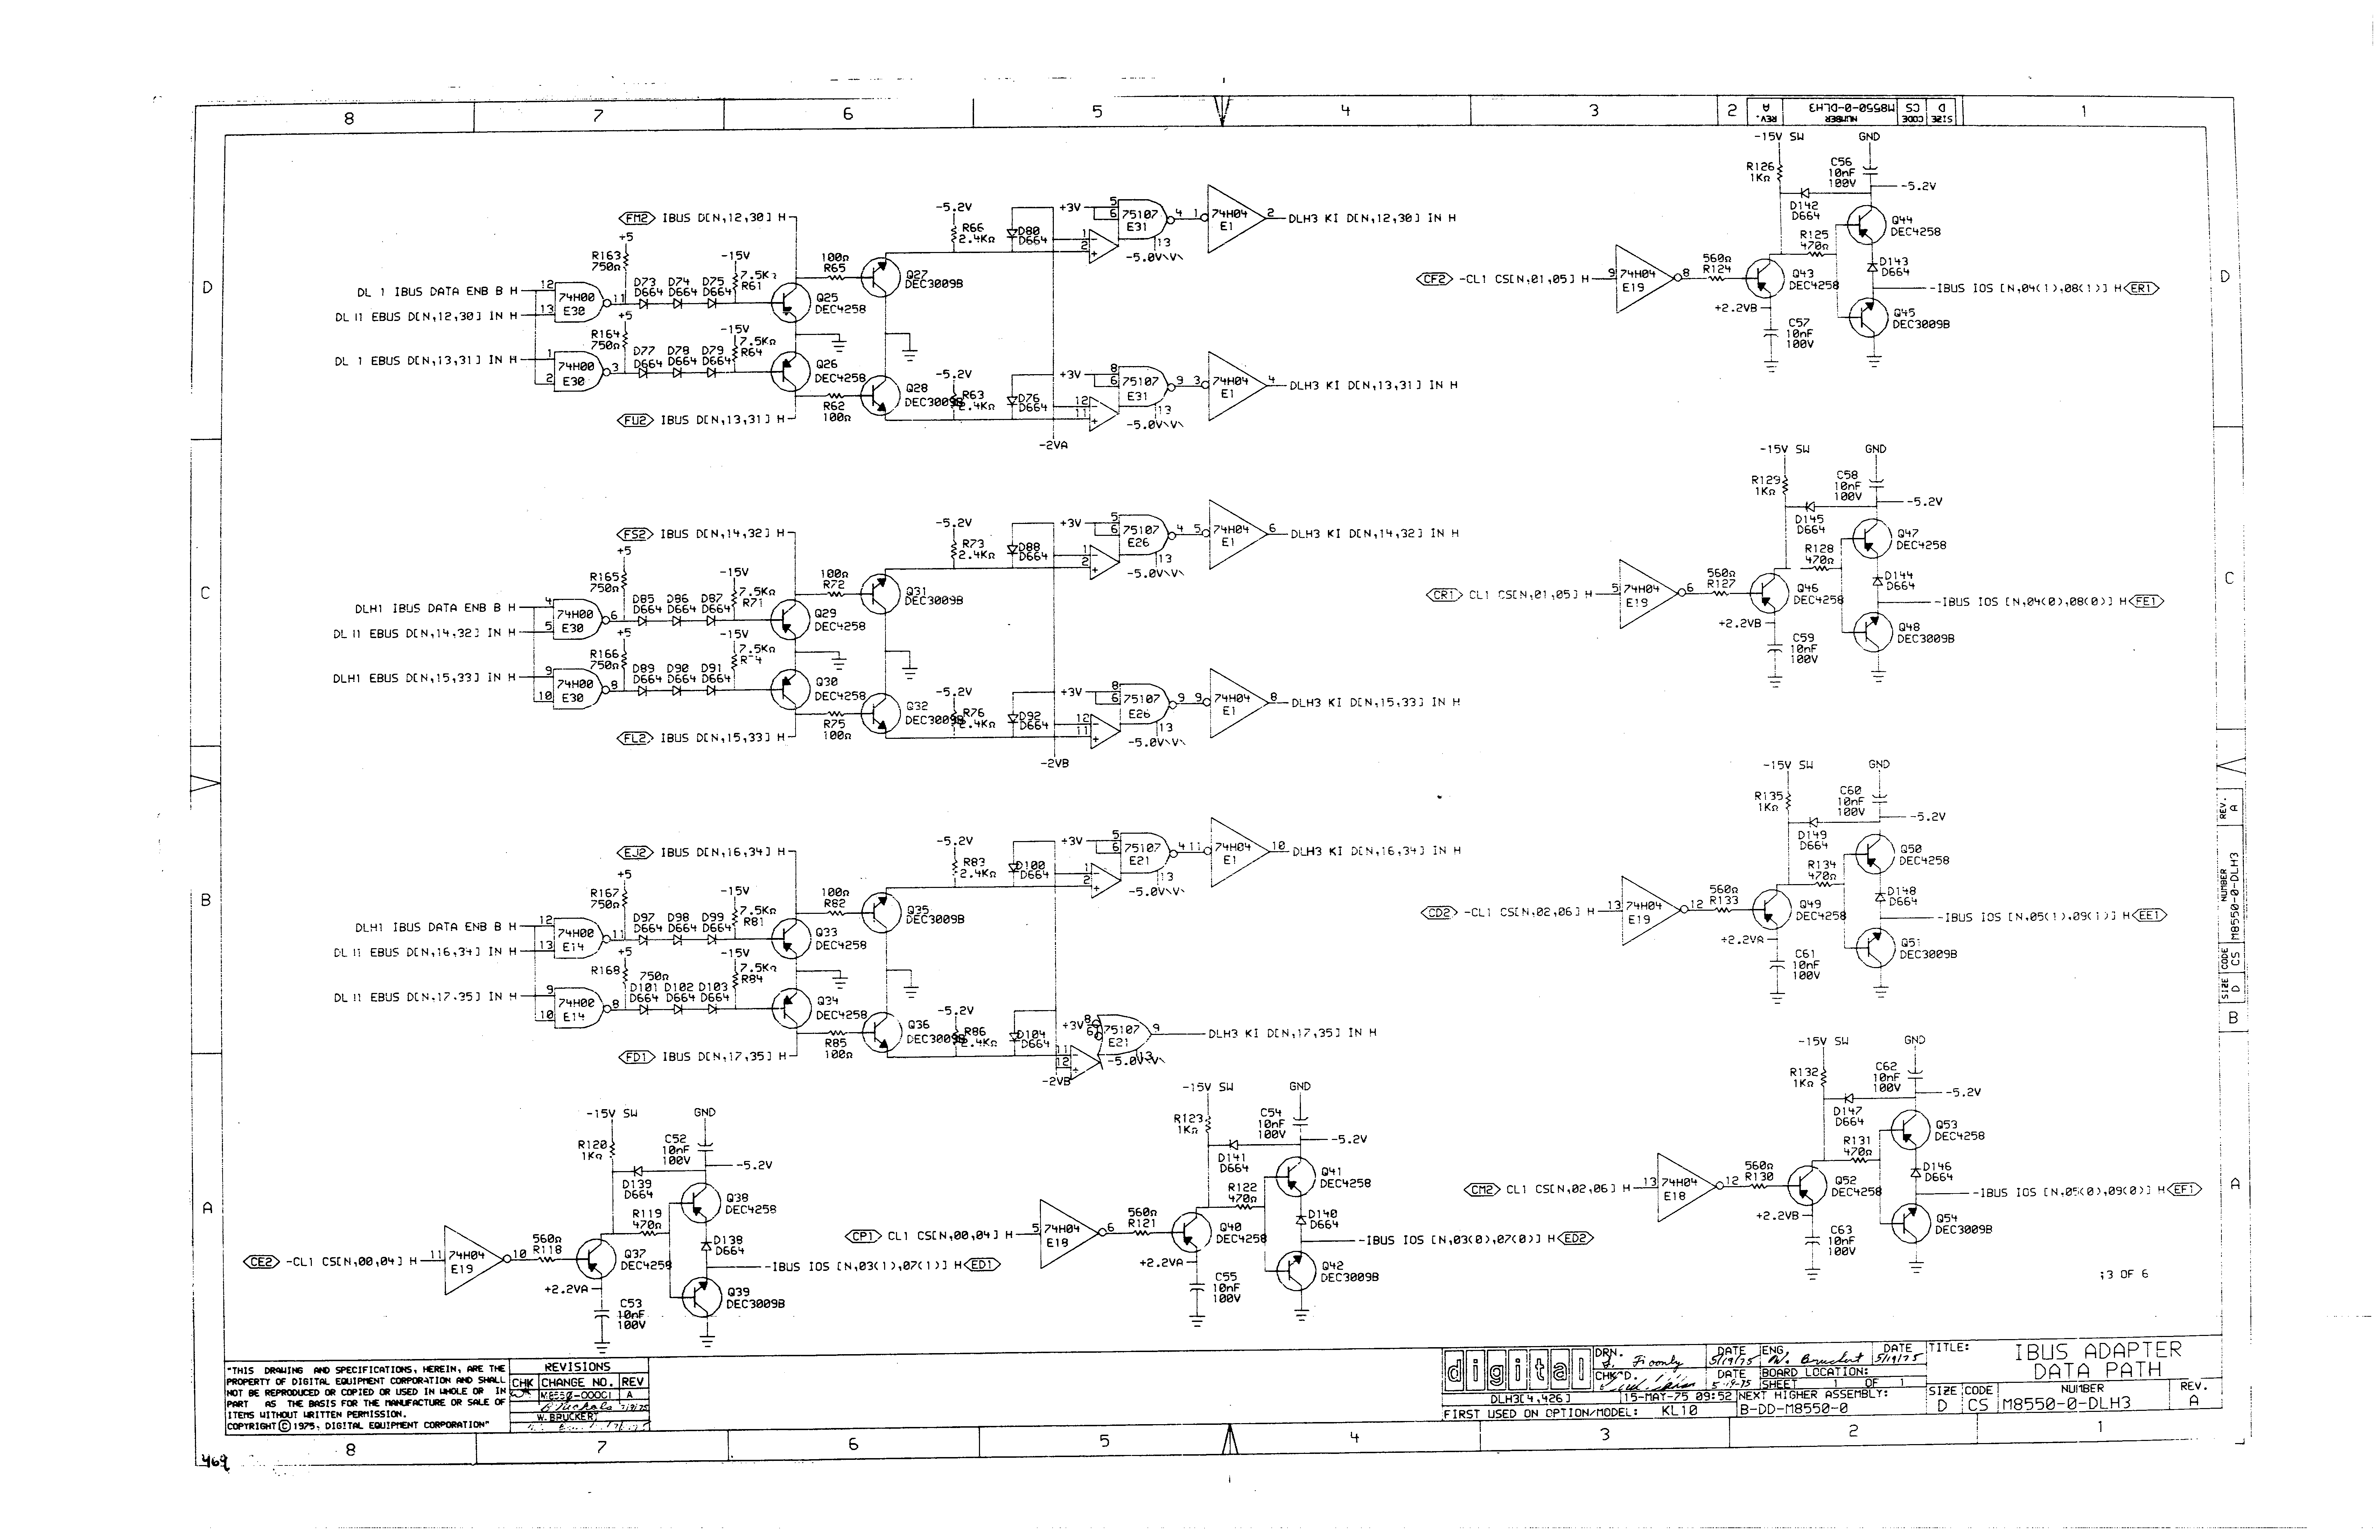 8 7 6 5 4 3 2 1
SIZE D CODE CS NUMBER M8550-0-DLH3 REV. A
D
C
B
A
<FM2> IBUS D[N,12,30] H
+5
R163
750Ω
-15V
7.5K
R61
D73 D74 D75
D664 D664 D664
DL 1 IBUS DATA ENB B H
12
13
74H00
E30
11
DL 11 EBUS D[N,12,30] IN H
+5
R164
750Ω
7.5KΩ
R64
D77 D78 D79
D664 D664 D664
DL 1 EBUS D[N,13,31] IN H
1
2
74H00
E30
3
<FU2> IBUS D[N,13,31] H
Q25
DEC4258
Q26
DEC4258
100Ω
R65
R62
100Ω
Q27
DEC3009B
Q28
DEC3009B
-5.2V
R66
2.4KΩ
D80
D664
-5.2V
R63
2.4KΩ
D76
D664
-2VA
+3V
5
6
75107
E31
4
1
2
13
-5.0V
1
74H04
E1
2
DLH3 KI D[N,12,30] IN H
+3V
8
6
75107
E31
9
12
11
13
-5.0V
3
74H04
E1
4
DLH3 KI D[N,13,31] IN H
<FS2> IBUS D[N,14,32] H
+5
R165
750Ω
-15V
7.5KΩ
R71
D85 D86 D87
D664 D664 D664
DLH1 IBUS DATA ENB B H
4
5
74H00
E30
6
DL 11 EBUS D[N,14,32] IN H
+5
R166
750Ω
-15V
7.5KΩ
D89 D90 D91
D664 D664 D664
DLH1 EBUS D[N,15,33] IN H
9
10
74H00
E30
8
<FL2> IBUS D[N,15,33] H
Q29
DEC4258
Q30
DEC4258
100Ω
R72
R75
100Ω
Q31
DEC3009B
Q32
DEC3009B
-5.2V
R73
2.4KΩ
D88
D664
-5.2V
R76
2.4KΩ
D92
D664
-2VB
+3V
5
6
75107
E26
4
1
2
13
-5.0V
5
74H04
E1
6
DLH3 KI D[N,14,32] IN H
+3V
8
6
75107
E26
9
12
11
13
-5.0V
9
74H04
E1
8
DLH3 KI D[N,15,33] IN H
<EJ2> IBUS D[N,16,34] H
+5
R167
750Ω
-15V
7.5KΩ
R81
D97 D98 D99
D664 D664 D664
DLH1 IBUS DATA ENB B H
12
13
74H00
E14
11
DL 11 EBUS D[N,16,34] IN H
+5
R168
750Ω
-15V
7.5KΩ
R84
D101 D102 D103
D664 D664 D664
DL 11 EBUS D[N,17.35] IN H
9
10
74H00
E14
8
<FD1> IBUS D[N,17,35] H
Q33
DEC4258
Q34
DEC4258
100Ω
R82
R85
100Ω
Q35
DEC3009B
Q36
DEC3009B
-5.2V
R83
2.4KΩ
D100
D664
-5.2V
R86
2.4KΩ
D104
D664
-2VB
+3V
5
6
75107
E21
4
1
2
13
-5.0V
11
74H04
E1
10
DLH3 KI D[N,16,34] IN H
+3V
8
6
75107
E21
9
11
12
13
-5.0V
DLH3 KI D[N,17,35] IN H
-15V SW GND
R126
1KΩ
C56
10nF
100V
-5.2V
D142
D664
Q44
DEC4258
R125
470Ω
<CF2> -CL1 CS[N,01,05] H
9
74H04
E19
8
560Ω
R124
Q43
DEC4258
D143
D664
-IBUS IOS [N,04(1),08(1)] H <ER1>
+2.2VB
C57
10nF
100V
Q45
DEC3009B
-15V SW GND
R129
1KΩ
C58
10nF
100V
-5.2V
D145
D664
Q47
DEC4258
R128
470Ω
<CR1> CL1 CS[N,01,05] H
5
74H04
E19
6
560Ω
R127
Q46
DEC4258
D144
D664
-IBUS IOS [N,04(0),08(0)] H <FE1>
+2.2VB
C59
10nF
100V
Q48
DEC3009B
-15V SW GND
R135
1KΩ
C60
10nF
100V
-5.2V
D149
D664
Q50
DEC4258
R134
470Ω
<CD2> -CL1 CS[N,02,06] H
13
74H04
E19
12
560Ω
R133
Q49
DEC4258
D148
D664
-IBUS IOS [N,05(1),09(1)] H <EE1>
+2.2VA
C61
10nF
100V
Q51
DEC3009B
-15V SW GND
R132
1KΩ
C62
10nF
100V
-5.2V
D147
D664
Q53
DEC4258
R131
470Ω
<CM2> CL1 CS[N,02,06] H
13
74H04
E18
12
560Ω
R130
Q52
DEC4258
D146
D664
-IBUS IOS [N,05(0),09(0)] H <EF1>
+2.2VB
C63
10nF
100V
Q54
DEC3009B
-15V SW GND
R120
1KΩ
C52
10nF
100V
-5.2V
D139
D664
Q38
DEC4258
R119
470Ω
<CE2> -CL1 CS[N,00,04] H
11
74H04
E19
10
560Ω
R118
Q37
DEC4258
D138
D664
-IBUS IOS [N,03(1),07(1)] H <ED1>
+2.2VA
C53
10nF
100V
Q39
DEC3009B
-15V SW GND
R123
1KΩ
C54
10nF
100V
-5.2V
D141
D664
Q41
DEC4258
R122
470Ω
<CP1> CL1 CS[N,00,04] H
5
74H04
E18
6
560Ω
R121
Q40
DEC4258
D140
D664
-IBUS IOS [N,03(0),07(0)] H <ED2>
+2.2VA
C55
10nF
100V
Q42
DEC3009B
3 OF 6
D
C
B
A
SIZE D CODE CS NUMBER M8550-0-DLH3 REV. A
"THIS DRAWING AND SPECIFICATIONS, HEREIN, ARE THE
PROPERTY OF DIGITAL EQUIPMENT CORPORATION AND SHALL
NOT BE REPRODUCED OR COPIED OR USED IN WHOLE OR IN
PART AS THE BASIS FOR THE MANUFACTURE OR SALE OF
ITEMS WITHOUT WRITTEN PERMISSION.
COPYRIGHT © 1975, DIGITAL EQUIPMENT CORPORATION"
REVISIONS
CHK CHANGE NO. REV
M8550-00001 A
W. BRUCKERT
digital
DLH3[4,426]
DRN.
CHK'D.
DATE 5/19/75
DATE 5-19-75
ENG. W. Bruckert
DATE 5/19/75
BOARD LOCATION:
SHEET 1 OF 1
15-MAY-75 09:52
NEXT HIGHER ASSEMBLY:
FIRST USED ON OPTION/MODEL: KL10
B-DD-M8550-0
TITLE:
IBUS ADAPTER
DATA PATH
SIZE D
CODE CS
NUMBER M8550-0-DLH3
REV. A
8 7 6 5 4 3 2 1
469